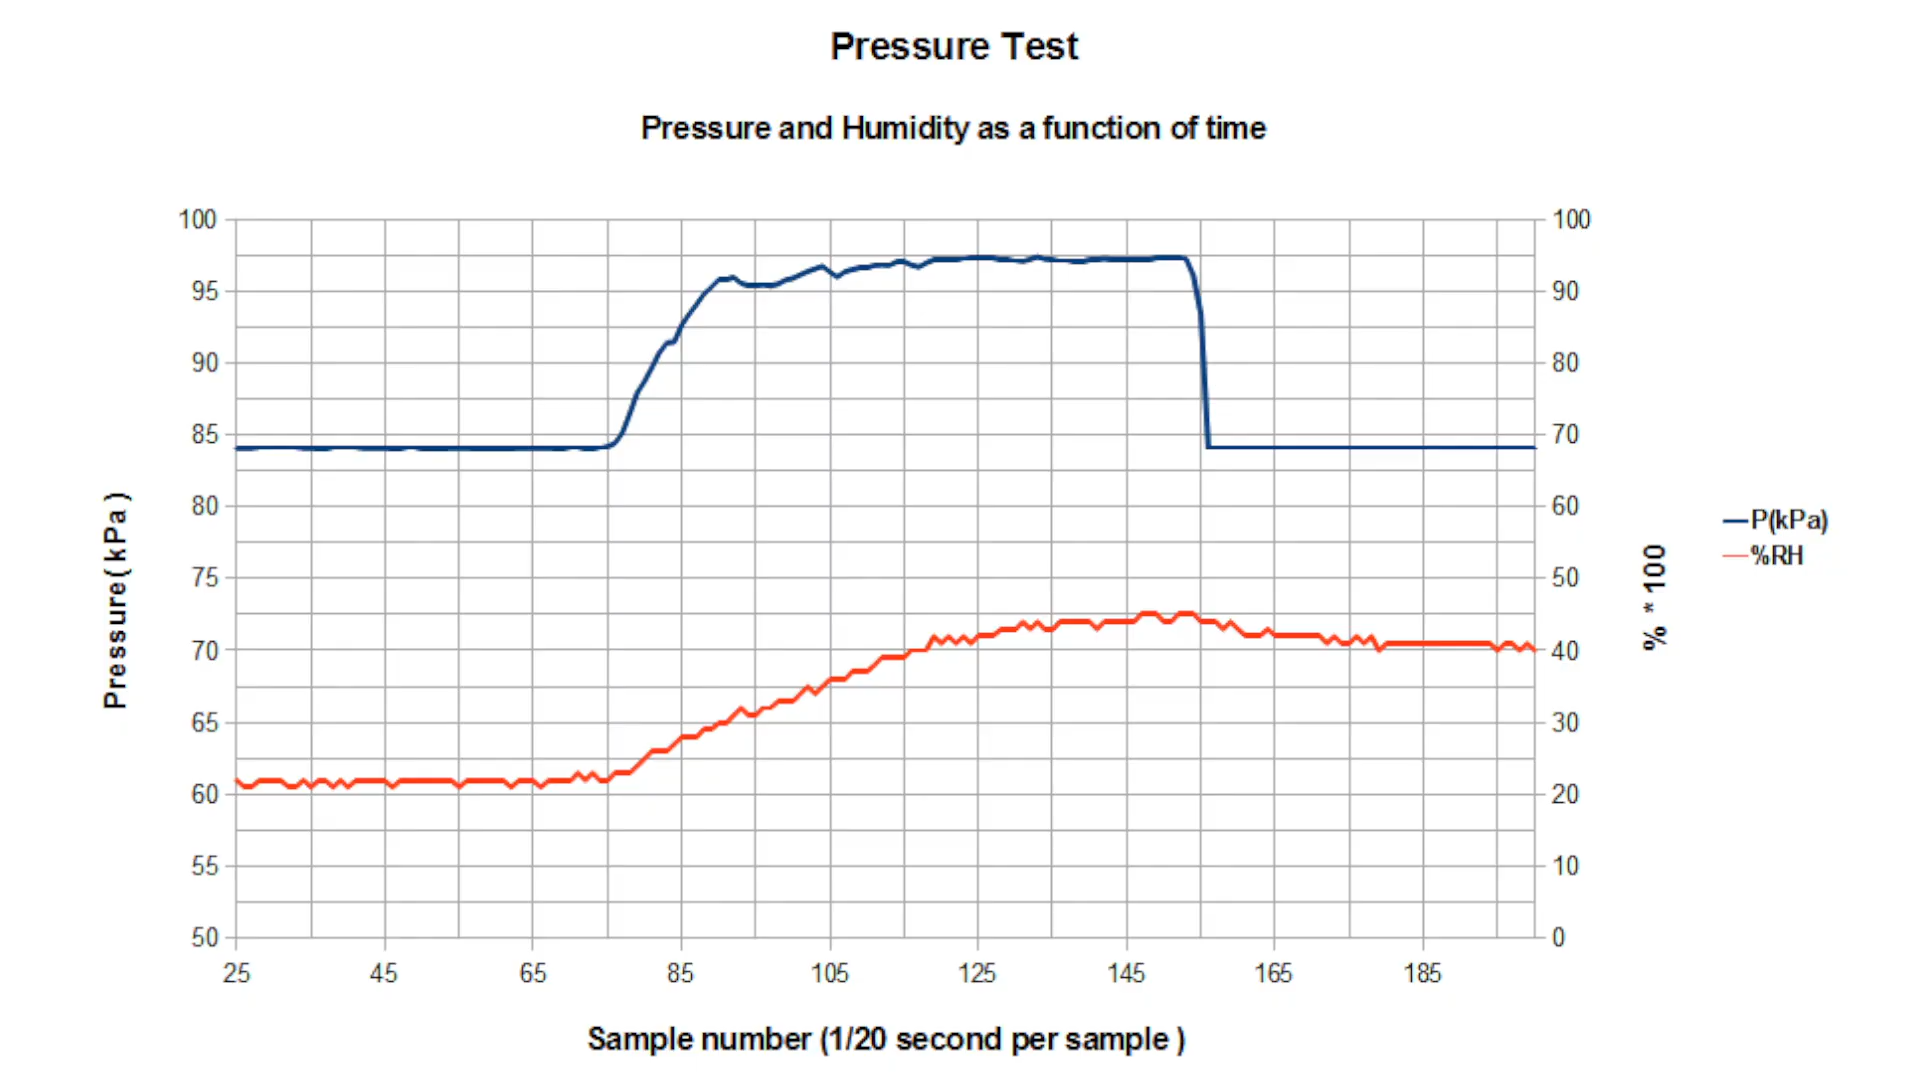 Pressure Test
Pressure and Humidity as a function of time
100
95
90
85
80
75
70
65
60
55
50
Pressure( kPa )
100
90
80
70
60
50
40
30
20
10
0
% * 100
P(kPa)
%RH
25 45 65 85 105 125 145 165 185
Sample number (1/20 second per sample )